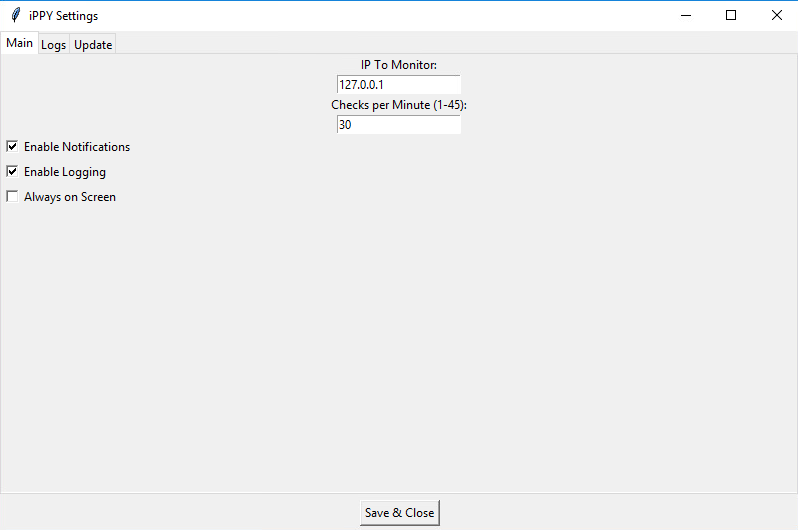 iPPY Settings
Main Logs Update
IP To Monitor:
127.0.0.1
Checks per Minute (1-45):
30
Enable Notifications
Enable Logging
Always on Screen
Save & Close